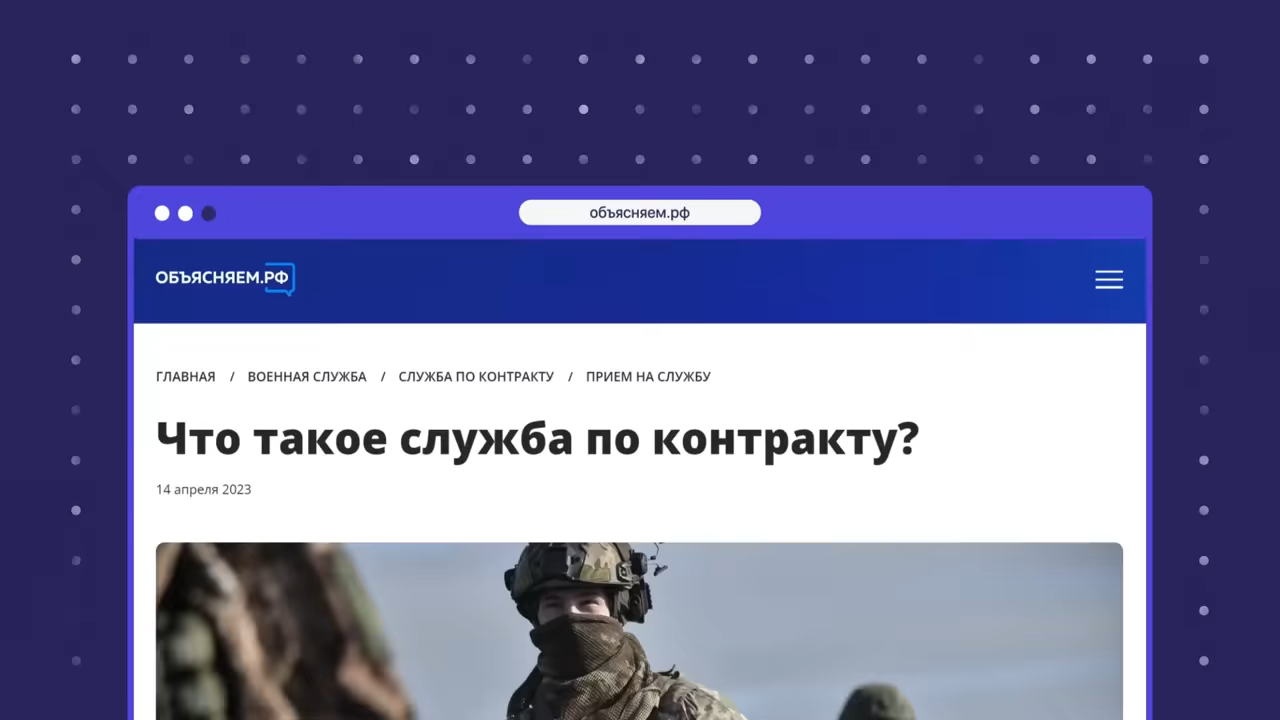 объясняем.рф
ОБЪЯСНЯЕМ.РФ
ГЛАВНАЯ / ВОЕННАЯ СЛУЖБА / СЛУЖБА ПО КОНТРАКТУ / ПРИЕМ НА СЛУЖБУ
Что такое служба по контракту?
14 апреля 2023